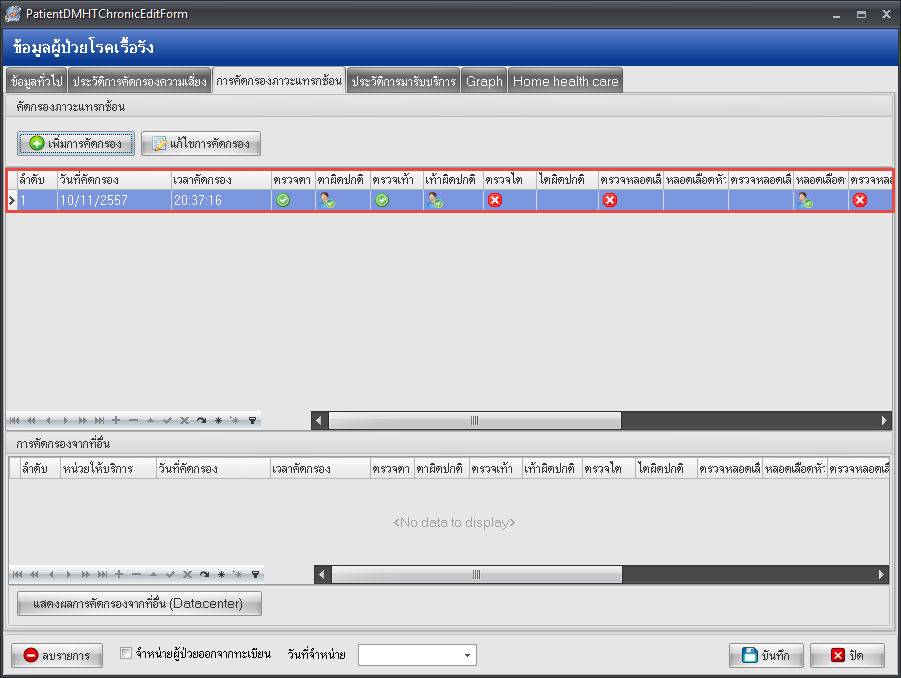 PatientDMHTChronicEditForm
ข้อมูลผู้ป่วยโรคเรื้อรัง
ข้อมูลทั่วไป ประวัติการคัดกรองความเสี่ยง การคัดกรองภาวะแทรกซ้อน ประวัติการมารับบริการ Graph Home health care
คัดกรองภาวะแทรกซ้อน
เพิ่มการคัดกรอง แก้ไขการคัดกรอง
ลำดับ วันที่คัดกรอง เวลาคัดกรอง ตรวจตา ตาผิดปกติ ตรวจเท้า เท้าผิดปกติ ตรวจไต ไตผิดปกติ ตรวจหลอดเลื หลอดเลือดหัว ตรวจหลอดเลื หลอดเลือด ตรวจหล
1 10/11/2557 20:37:16
การคัดกรองจากที่อื่น
ลำดับ หน่วยให้บริการ วันที่คัดกรอง เวลาคัดกรอง ตรวจตา ตาผิดปกติ ตรวจเท้า เท้าผิดปกติ ตรวจไต ไตผิดปกติ ตรวจหลอดเลื หลอดเลือดหัว ตรวจหลอดเลื
<No data to display>
แสดงผลการคัดกรองจากที่อื่น (Datacenter)
ลบรายการ จำหน่ายผู้ป่วยออกจากทะเบียน วันที่จำหน่าย บันทึก ปิด